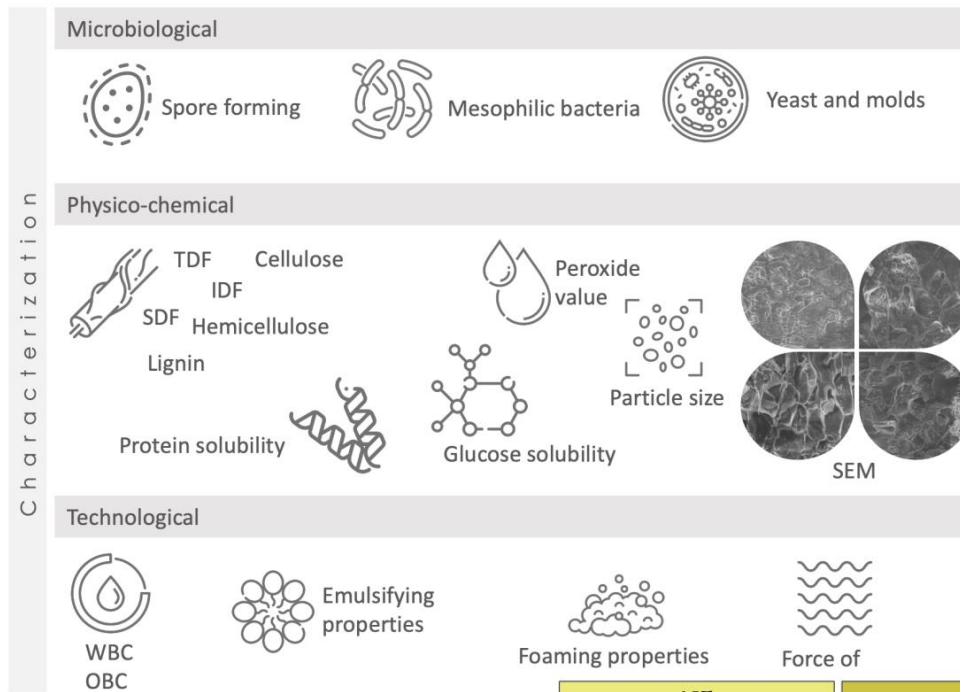 Characterization
Microbiological
Spore forming
Mesophilic bacteria
Yeast and molds
Physico-chemical
TDF
Cellulose
IDF
SDF
Hemicellulose
Lignin
Peroxide
value
Particle size
Protein solubility
Glucose solubility
SEM
Technological
WBC
OBC
Emulsifying
properties
Foaming properties
Force of